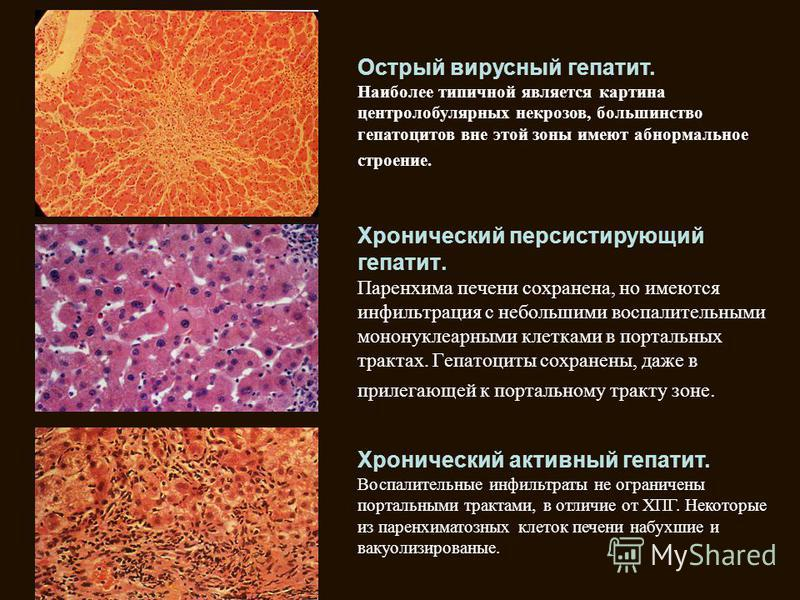 Острый вирусный гепатит.
Наиболее типичной является картина
центролобулярных некрозов, большинство
гепатоцитов вне этой зоны имеют абнормальное
строение.
Хронический персистирующий
гепатит.
Паренхима печени сохранена, но имеются
инфильтрация с небольшими воспалительными
мононуклеарными клетками в портальных
трактах. Гепатоциты сохранены, даже в
прилегающей к портальному тракту зоне.
Хронический активный гепатит.
Воспалительные инфильтраты не ограничены
портальными трактами, в отличие от ХПГ. Некоторые
из паренхиматозных клеток печени набухшие и
вакуолизированые.
MyShared